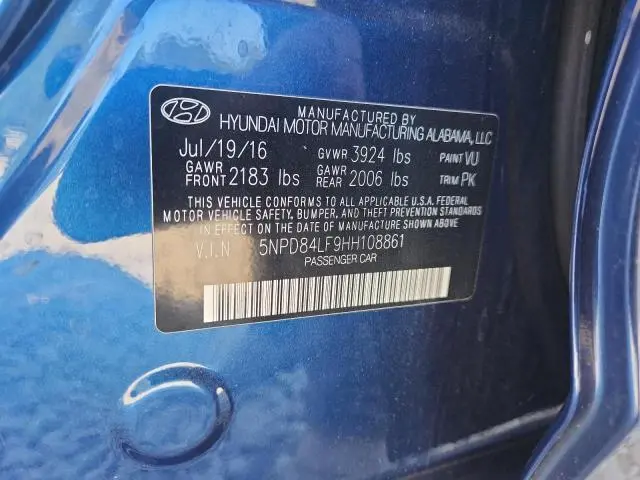 MANUFACTURED BY
HYUNDAI MOTOR MANUFACTURING ALABAMA, LLC
Jul/19/16 GVWR 3924 lbs PAINT VU
GAWR FRONT 2183 lbs GAWR REAR 2006 lbs TRIM PK
THIS VEHICLE CONFORMS TO ALL APPLICABLE U.S.A. FEDERAL
MOTOR VEHICLE SAFETY, BUMPER, AND THEFT PREVENTION STANDARDS
IN EFFECT ON THE DATE OF MANUFACTURE SHOWN ABOVE
V.I.N 5NPD84LF9HH108861
PASSENGER CAR